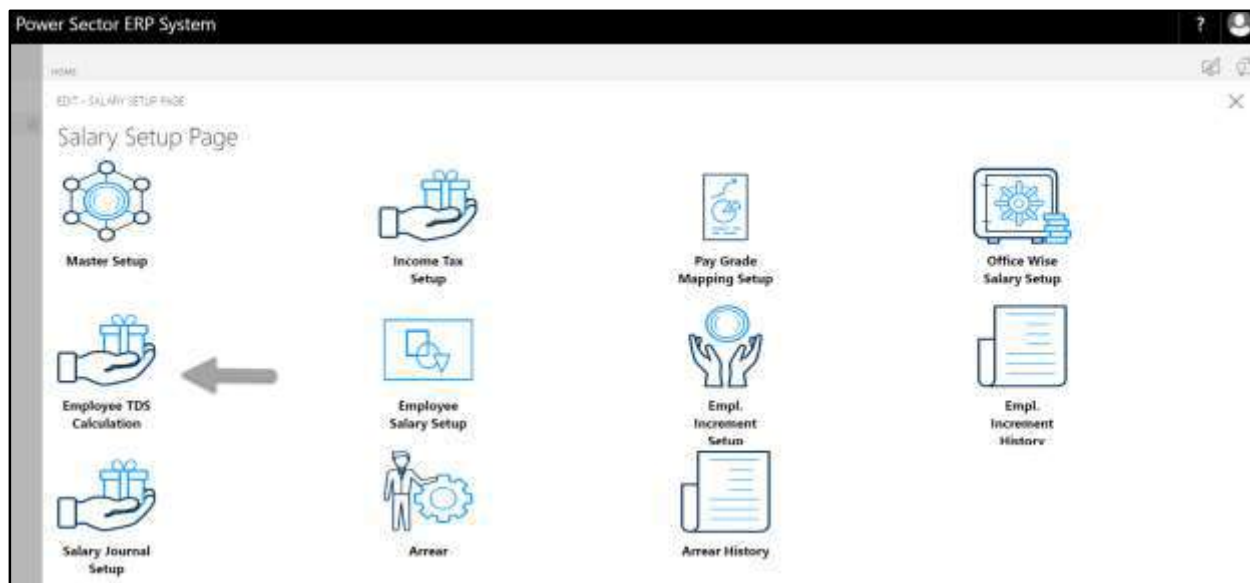 Power Sector ERP System
?
HOME
EDIT - SALARY SETUP PAGE
Salary Setup Page
Master Setup
Income Tax
Setup
Pay Grade
Mapping Setup
Office Wise
Salary Setup
Employee TDS
Calculation
Employee
Salary Setup
Empl.
Increment
Setup
Empl.
Increment
History
Salary Journal
Setup
Arrear
Arrear History